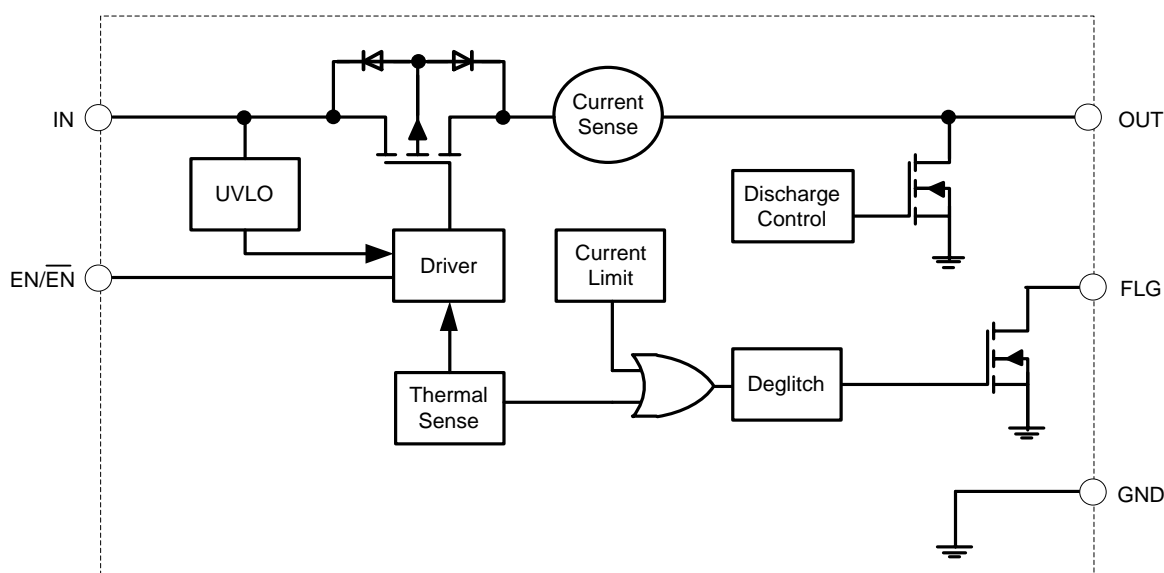 Current
Sense
IN
OUT
UVLO
Discharge
Control
Driver
Current
Limit
EN/EN
FLG
Thermal
Sense
Deglitch
GND